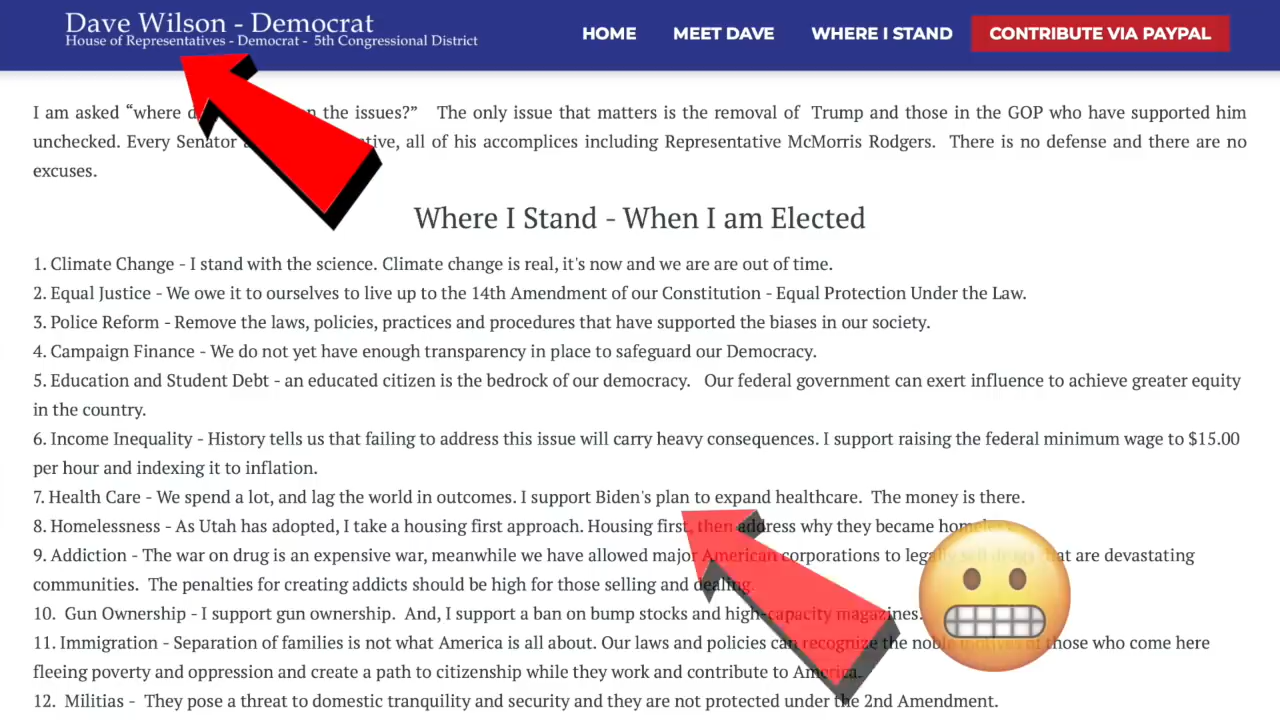 Dave Wilson - Democrat
House of Representatives - Democrat - 5th Congressional District
HOME MEET DAVE WHERE I STAND CONTRIBUTE VIA PAYPAL
I am asked “where the issues?” The only issue that matters is the removal of Trump and those in the GOP who have supported him
unchecked. Every Senator all of his accomplices including Representative McMorris Rodgers. There is no defense and there are no
excuses.
Where I Stand - When I am Elected
1. Climate Change - I stand with the science. Climate change is real, it's now and we are are out of time.
2. Equal Justice - We owe it to ourselves to live up to the 14th Amendment of our Constitution - Equal Protection Under the Law.
3. Police Reform - Remove the laws, policies, practices and procedures that have supported the biases in our society.
4. Campaign Finance - We do not yet have enough transparency in place to safeguard our Democracy.
5. Education and Student Debt - an educated citizen is the bedrock of our democracy. Our federal government can exert influence to achieve greater equity
in the country.
6. Income Inequality - History tells us that failing to address this issue will carry heavy consequences. I support raising the federal minimum wage to $15.00
per hour and indexing it to inflation.
7. Health Care - We spend a lot, and lag the world in outcomes. I support Biden's plan to expand healthcare. The money is there.
8. Homelessness - As Utah has adopted, I take a housing first approach. Housing first, then address why they became homeless.
9. Addiction - The war on drug is an expensive war, meanwhile we have allowed major American corporations to legally sell drugs that are devastating
communities. The penalties for creating addicts should be high for those selling and dealing.
10. Gun Ownership - I support gun ownership. And, I support a ban on bump stocks and high-capacity magazines.
11. Immigration - Separation of families is not what America is all about. Our laws and policies can recognize the noble motives of those who come here
fleeing poverty and oppression and create a path to citizenship while they work and contribute to America.
12. Militias - They pose a threat to domestic tranquility and security and they are not protected under the 2nd Amendment.